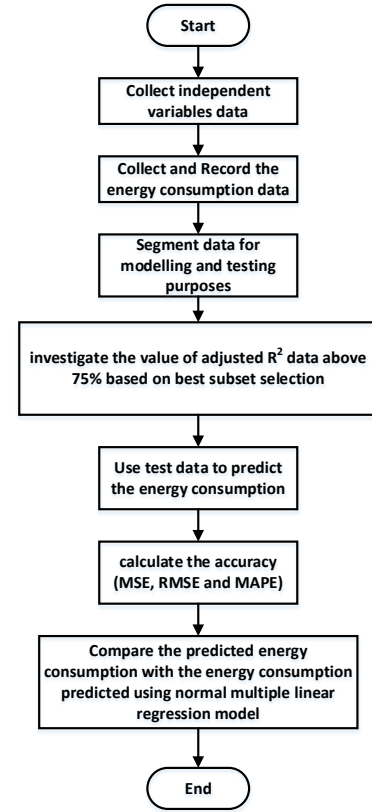 Start
Collect independent
variables data
Collect and Record the
energy consumption data
Segment data for
modelling and testing
purposes
investigate the value of adjusted R² data above
75% based on best subset selection
Use test data to predict
the energy consumption
calculate the accuracy
(MSE, RMSE and MAPE)
Compare the predicted energy
consumption with the energy consumption
predicted using normal multiple linear
regression model
End